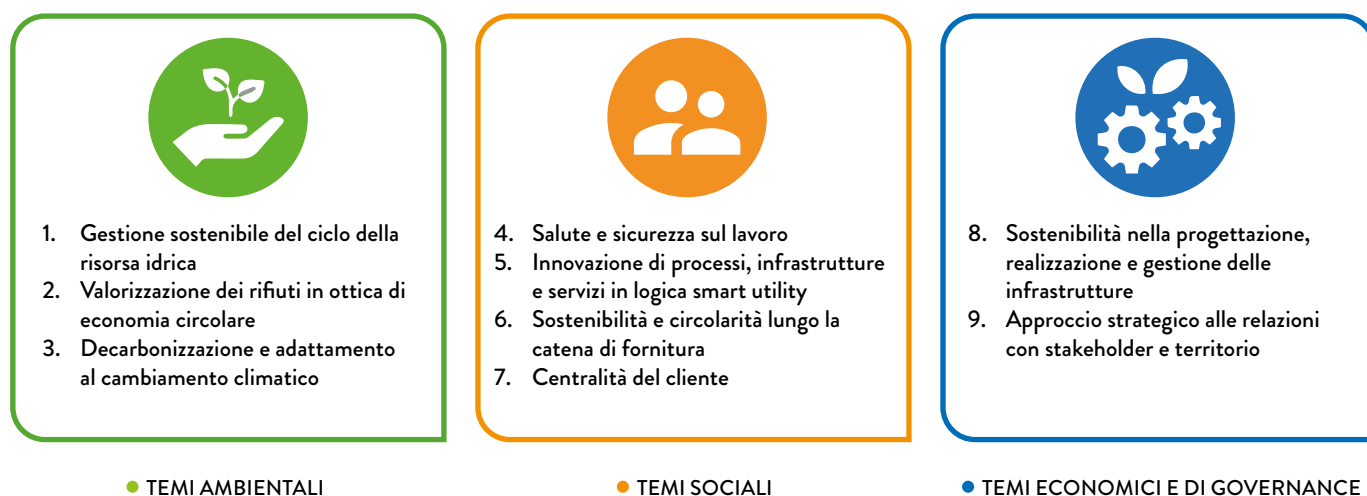 1. Gestione sostenibile del ciclo della
risorsa idrica
2. Valorizzazione dei rifiuti in ottica di
economia circolare
3. Decarbonizzazione e adattamento
al cambiamento climatico
4. Salute e sicurezza sul lavoro
5. Innovazione di processi, infrastrutture
e servizi in logica smart utility
6. Sostenibilità e circolarità lungo la
catena di fornitura
7. Centralità del cliente
8. Sostenibilità nella progettazione,
realizzazione e gestione delle
infrastrutture
9. Approccio strategico alle relazioni
con stakeholder e territorio
TEMI AMBIENTALI
TEMI SOCIALI
TEMI ECONOMICI E DI GOVERNANCE